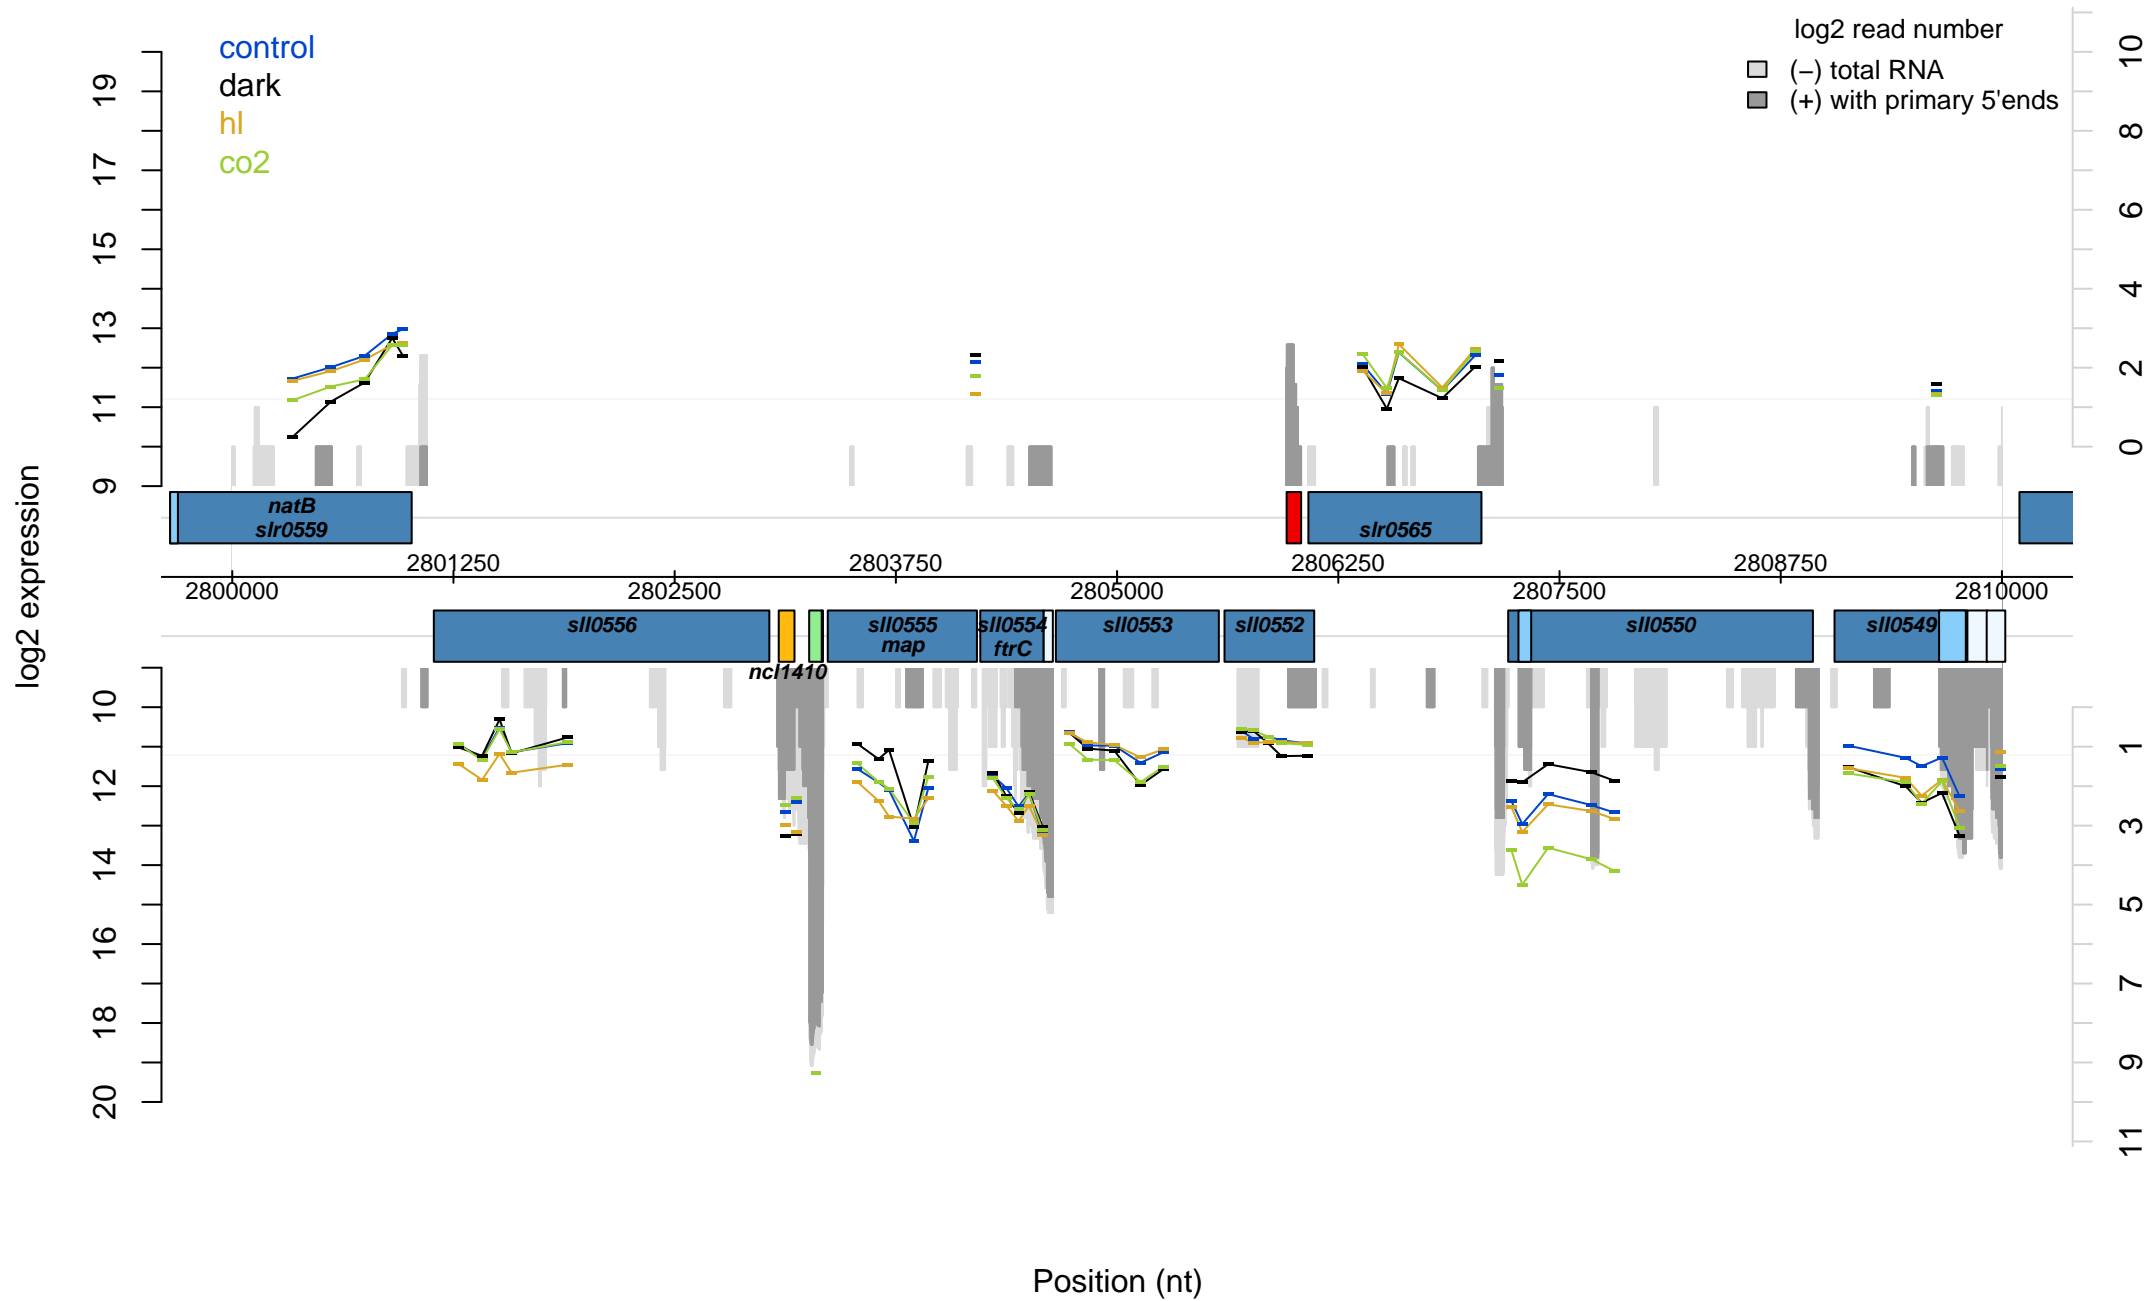 control
dark
hl
co2
log2 read number
(−) total RNA
(+) with primary 5'ends
19
17
15
13
11
9
10
8
6
4
2
0
log2 expression
natB
slr0559
slr0565
2801250
2803750
2806250
2808750
2800000
2802500
2805000
2807500
2810000
sll0556
sll0555
map
sll0554
ftrC
sll0553
sll0552
sll0550
sll0549
ncl1410
10
12
14
16
18
20
1
3
5
7
9
11
Position (nt)